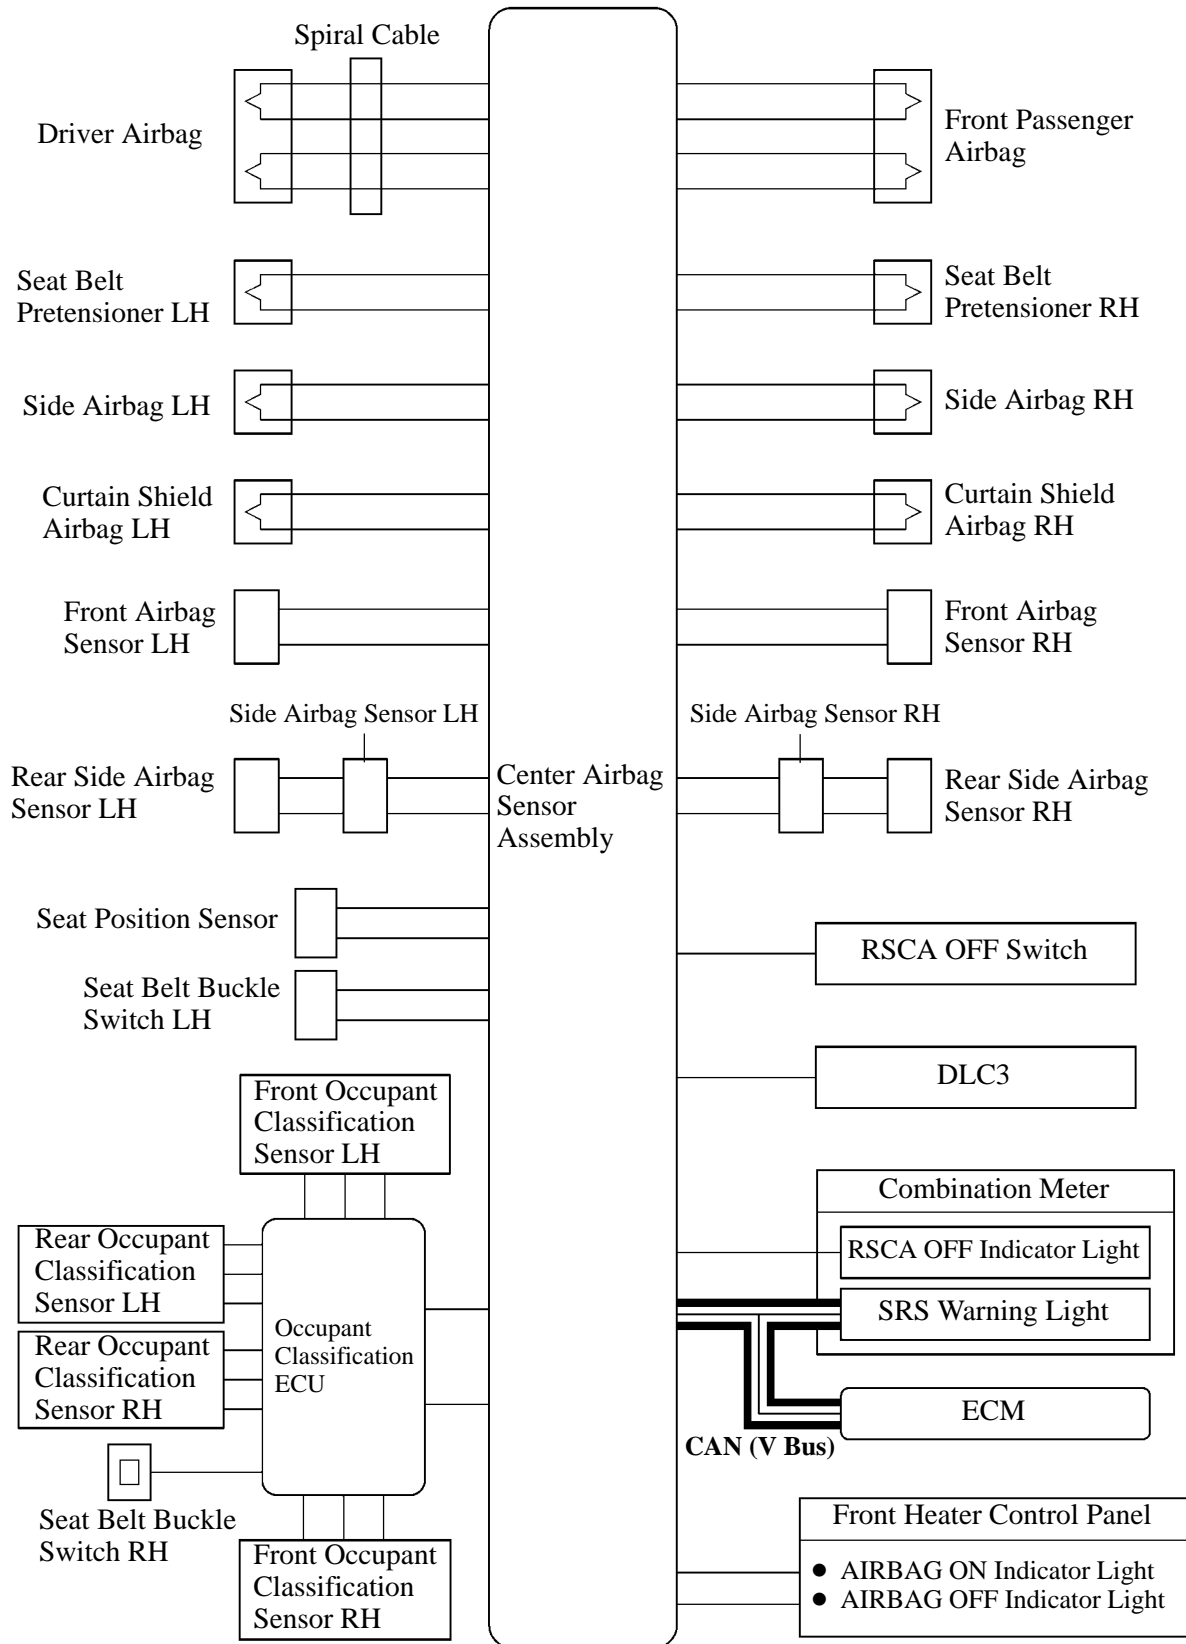 Spiral Cable
Driver Airbag
Front Passenger
Airbag
Seat Belt
Pretensioner LH
Seat Belt
Pretensioner RH
Side Airbag LH
Side Airbag RH
Curtain Shield
Airbag LH
Curtain Shield
Airbag RH
Front Airbag
Sensor LH
Front Airbag
Sensor RH
Side Airbag Sensor LH
Side Airbag Sensor RH
Rear Side Airbag
Sensor LH
Center Airbag
Sensor
Assembly
Rear Side Airbag
Sensor RH
Seat Position Sensor
RSCA OFF Switch
Seat Belt Buckle
Switch LH
DLC3
Front Occupant
Classification
Sensor LH
Combination Meter
RSCA OFF Indicator Light
SRS Warning Light
Rear Occupant
Classification
Sensor LH
Occupant
Classification
ECU
Rear Occupant
Classification
Sensor RH
ECM
CAN (V Bus)
Seat Belt Buckle
Switch RH
Front Occupant
Classification
Sensor RH
Front Heater Control Panel
● AIRBAG ON Indicator Light
● AIRBAG OFF Indicator Light